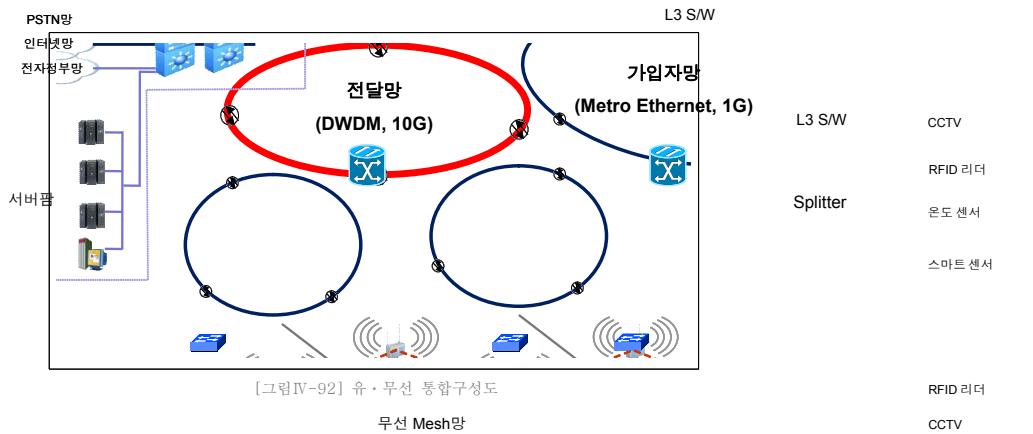 PSTN망
L3 S/W
인터넷망
전자정부망
가입자망
(Metro Ethernet, 1G)
전달망
(DWDM, 10G)
L3 S/W
CCTV
RFID 리더
서버팜
Splitter
온도 센서
스마트 센서
[그림Ⅳ-92] 유・무선 통합구성도
RFID 리더
무선 Mesh망
CCTV